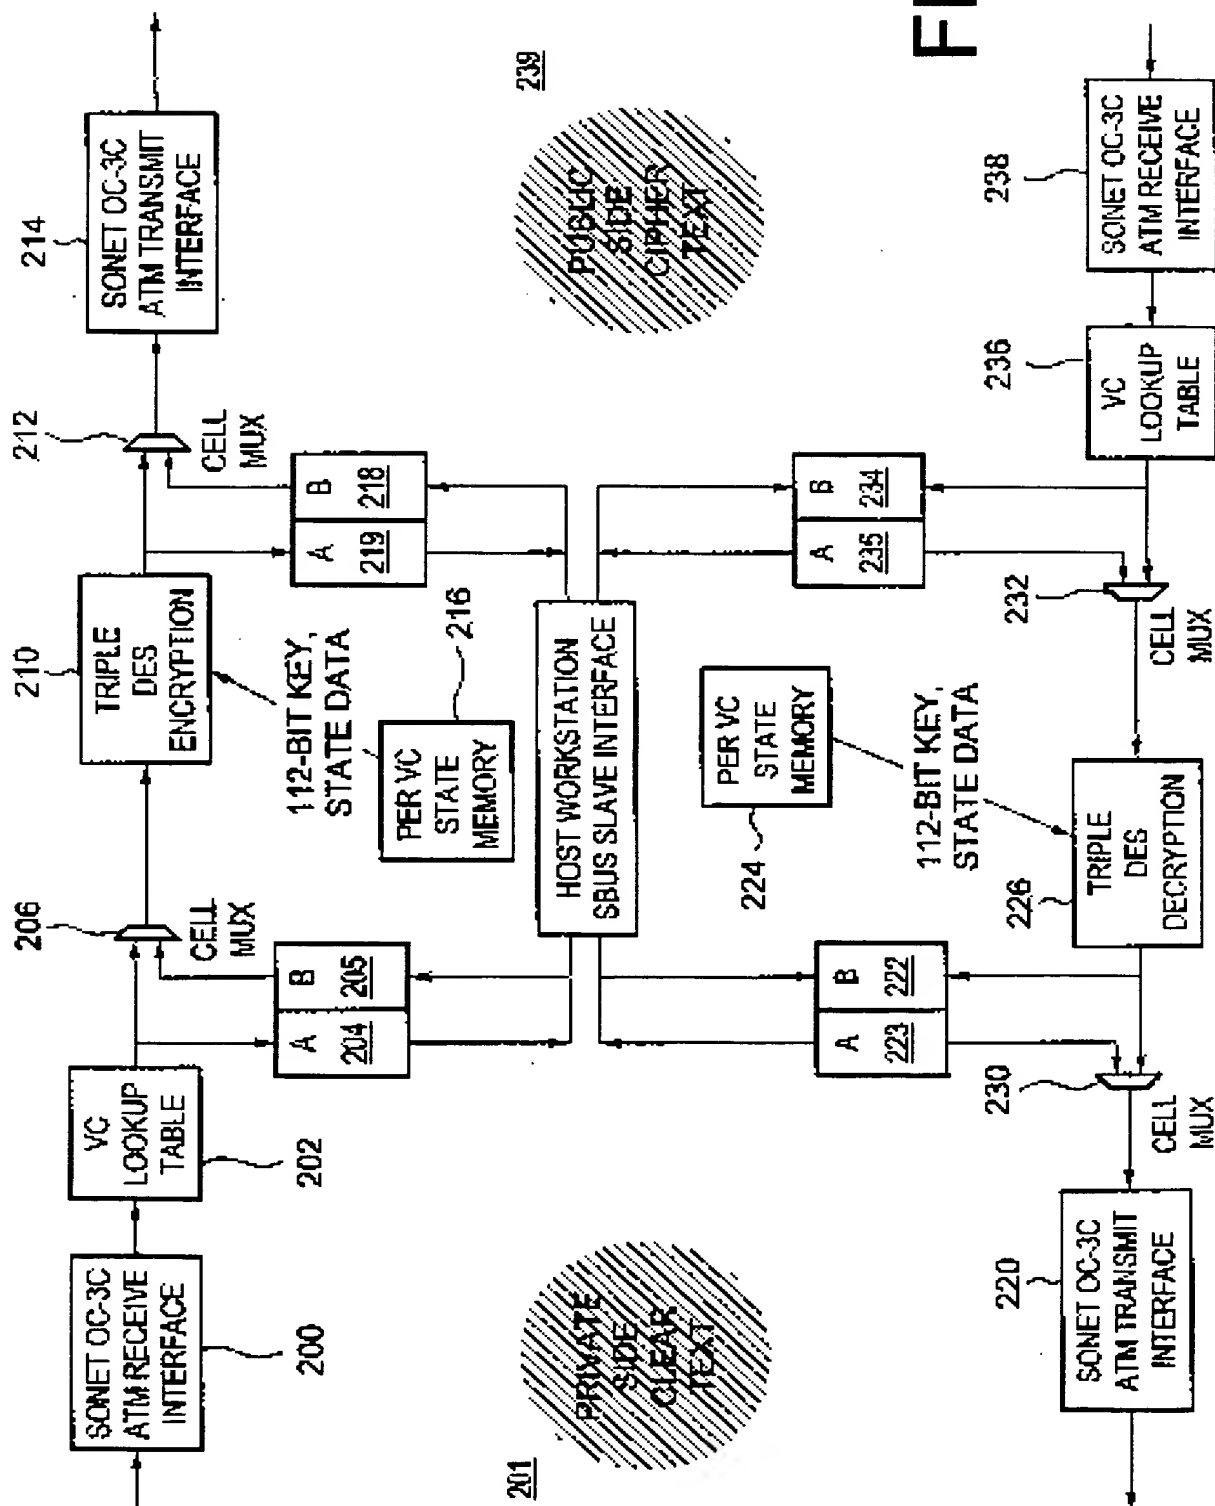 SONET OC-3C
ATM RECEIVE
INTERFACE
200
VC
LOOKUP
TABLE
202
206
CELL
MUX
A
204
B
205
210
TRIPLE
DES
ENCRYPTION
112-BIT KEY,
STATE DATA
PER VC
STATE
MEMORY
216
212
CELL
MUX
A
219
B
218
214
SONET OC-3C
ATM TRANSMIT
INTERFACE
201
PRIVATE
SIDE
CLEAR
TEXT
HOST WORKSTATION
SBUS SLAVE INTERFACE
239
PUBLIC
SIDE
CIPHER
TEXT
220
SONET OC-3C
ATM TRANSMIT
INTERFACE
230
CELL
MUX
A
223
B
222
224
PER VC
STATE
MEMORY
112-BIT KEY,
STATE DATA
226
TRIPLE
DES
DECRYPTION
232
CELL
MUX
A
235
B
234
236
VC
LOOKUP
TABLE
238
SONET OC-3C
ATM RECEIVE
INTERFACE